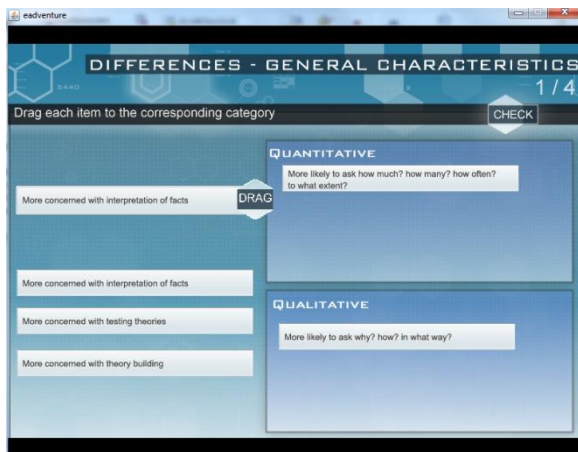 eadventure
DIFFERENCES - GENERAL CHARACTERISTICS
1 / 4
Drag each item to the corresponding category
CHECK
QUANTITATIVE
More likely to ask how much? how many? how often?
to what extent?
More concerned with interpretation of facts
DRAG
More concerned with interpretation of facts
More concerned with testing theories
More concerned with theory building
QUALITATIVE
More likely to ask why? how? in what way?